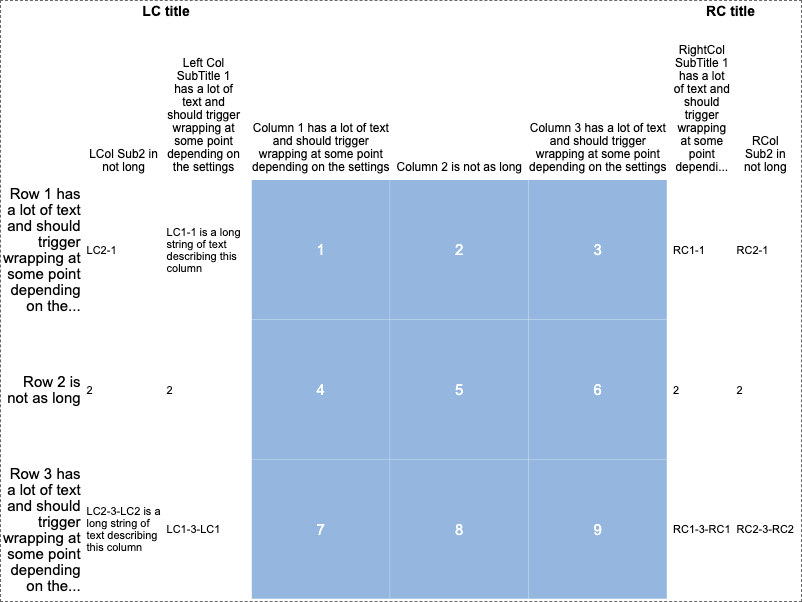 LC title
RC title
LCol Sub2 in
not long
Left Col
SubTitle 1
has a lot of
text and
should trigger
wrapping at
some point
depending on
the settings
Column 1 has a lot of text
and should trigger
wrapping at some point
depending on the settings
Column 2 is not as long
Column 3 has a lot of text
and should trigger
wrapping at some point
depending on the settings
RightCol
SubTitle 1
has a lot
of text and
should
trigger
wrapping
at some
point
dependi...
RCol
Sub2 in
not long
Row 1 has
a lot of text
and should
trigger
wrapping at
some point
depending
on the...
LC2-1
LC1-1 is a long
string of text
describing this
column
1
2
3
RC1-1
RC2-1
Row 2 is
not as long
2
2
4
5
6
2
2
Row 3 has
a lot of text
and should
trigger
wrapping at
some point
depending
on the...
LC2-3-LC2 is a
long string of
text describing
this column
LC1-3-LC1
7
8
9
RC1-3-RC1
RC2-3-RC2